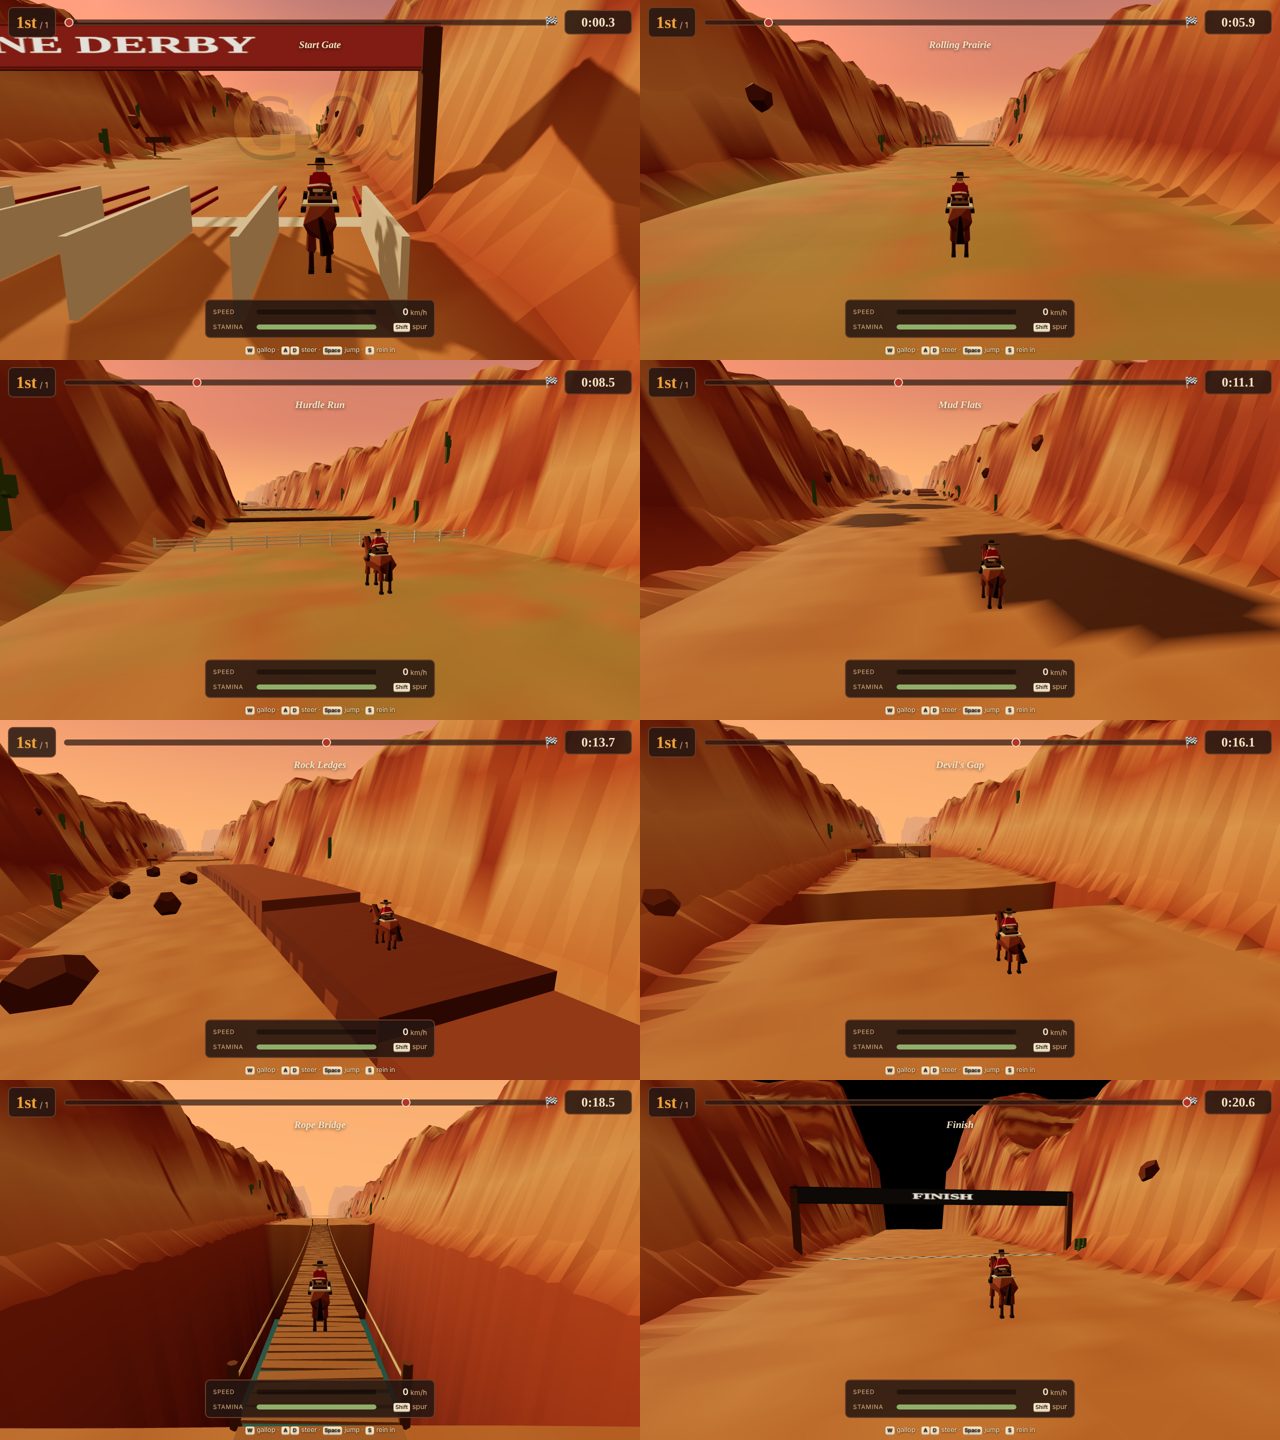 1st / 1
0:00.3
NE DERBY
Start Gate
GO!
SPEED 0 km/h
STAMINA Shift spur
W gallop · A D steer · Space jump · S rein in
1st / 1
0:05.9
Rolling Prairie
SPEED 0 km/h
STAMINA Shift spur
W gallop · A D steer · Space jump · S rein in
1st / 1
0:08.5
Hurdle Run
SPEED 0 km/h
STAMINA Shift spur
W gallop · A D steer · Space jump · S rein in
1st / 1
0:11.1
Mud Flats
SPEED 0 km/h
STAMINA Shift spur
W gallop · A D steer · Space jump · S rein in
1st / 1
0:13.7
Rock Ledges
SPEED 0 km/h
STAMINA Shift spur
W gallop · A D steer · Space jump · S rein in
1st / 1
0:16.1
Devil's Gap
SPEED 0 km/h
STAMINA Shift spur
W gallop · A D steer · Space jump · S rein in
1st / 1
0:18.5
Rope Bridge
SPEED 0 km/h
STAMINA Shift spur
W gallop · A D steer · Space jump · S rein in
1st / 1
0:20.6
Finish
FINISH
SPEED 0 km/h
STAMINA Shift spur
W gallop · A D steer · Space jump · S rein in